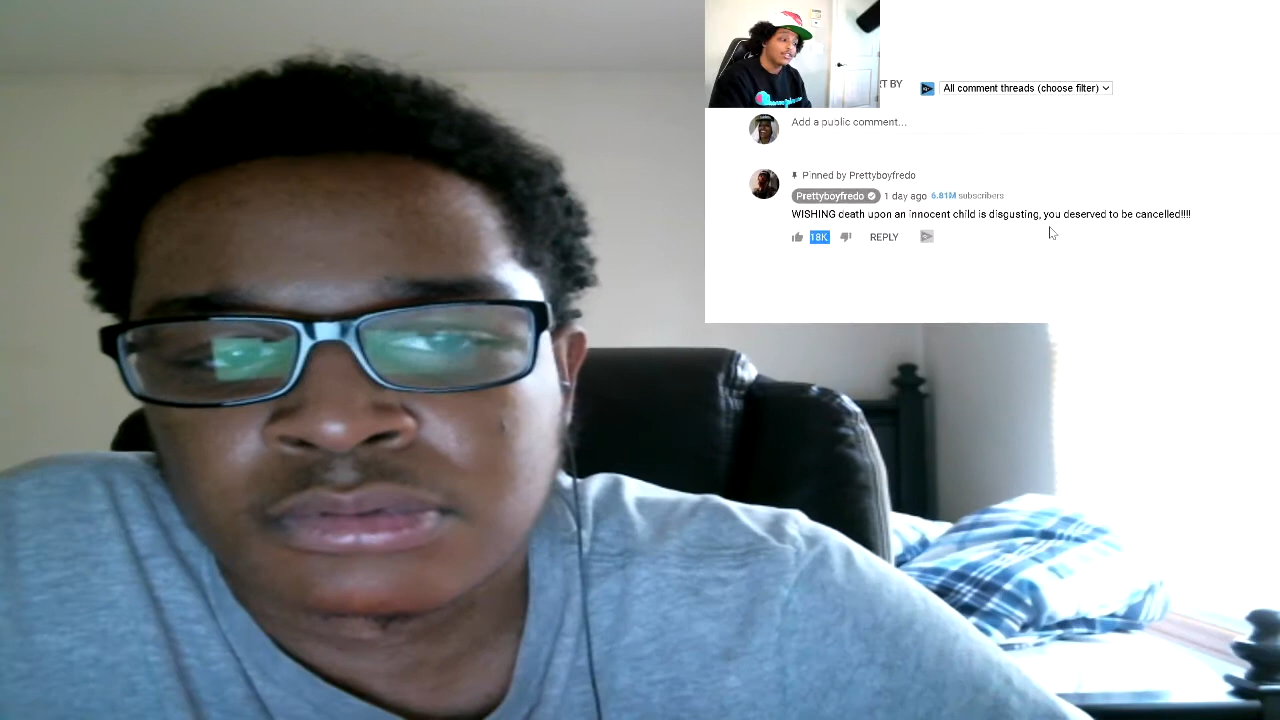 RT BY
All comment threads (choose filter)
Add a public comment...
Pinned by Prettyboyfredo
Prettyboyfredo 1 day ago 6.81M subscribers
WISHING death upon an innocent child is disgusting, you deserved to be cancelled!!!!
18K REPLY